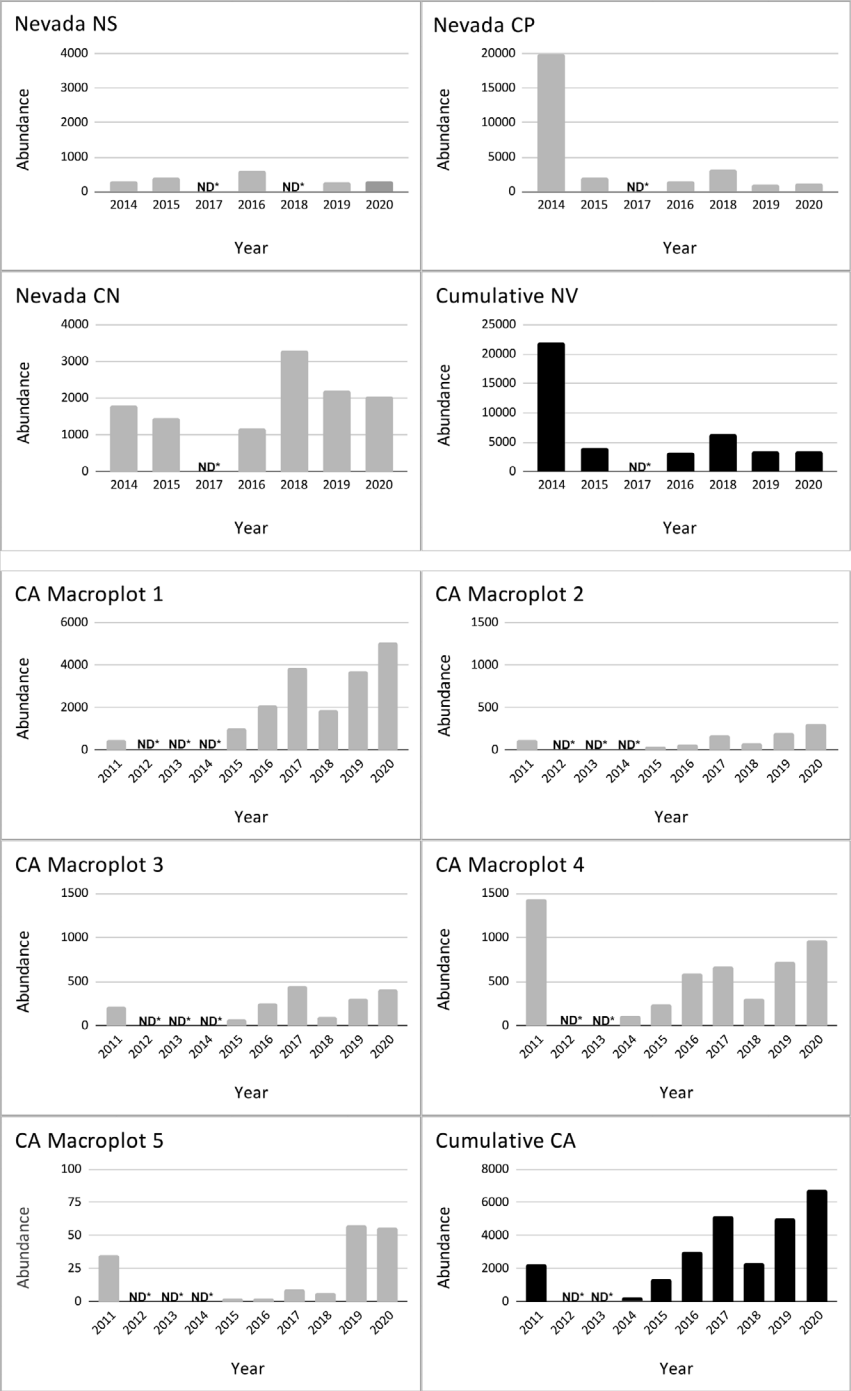 Nevada NS
4000
3000
2000
1000
0
Abundance
ND*
ND*
2014 2015 2017 2016 2018 2019 2020
Year
Nevada CP
20000
15000
10000
5000
0
Abundance
ND*
2014 2015 2017 2016 2018 2019 2020
Year
Nevada CN
4000
3000
2000
1000
0
Abundance
ND*
2014 2015 2017 2016 2018 2019 2020
Year
Cumulative NV
25000
20000
15000
10000
5000
0
Abundance
ND*
2014 2015 2017 2016 2018 2019 2020
Year
CA Macroplot 1
6000
4000
2000
0
Abundance
ND* ND* ND*
2011 2012 2013 2014 2015 2016 2017 2018 2019 2020
Year
CA Macroplot 2
1500
1000
500
0
Abundance
ND* ND* ND*
2011 2012 2013 2014 2015 2016 2017 2018 2019 2020
Year
CA Macroplot 3
1500
1000
500
0
Abundance
ND* ND* ND*
2011 2012 2013 2014 2015 2016 2017 2018 2019 2020
Year
CA Macroplot 4
1500
1000
500
0
Abundance
ND* ND*
2011 2012 2013 2014 2015 2016 2017 2018 2019 2020
Year
CA Macroplot 5
100
75
50
25
0
Abundance
ND* ND* ND*
2011 2012 2013 2014 2015 2016 2017 2018 2019 2020
Year
Cumulative CA
8000
6000
4000
2000
0
Abundance
ND* ND*
2011 2012 2013 2014 2015 2016 2017 2018 2019 2020
Year